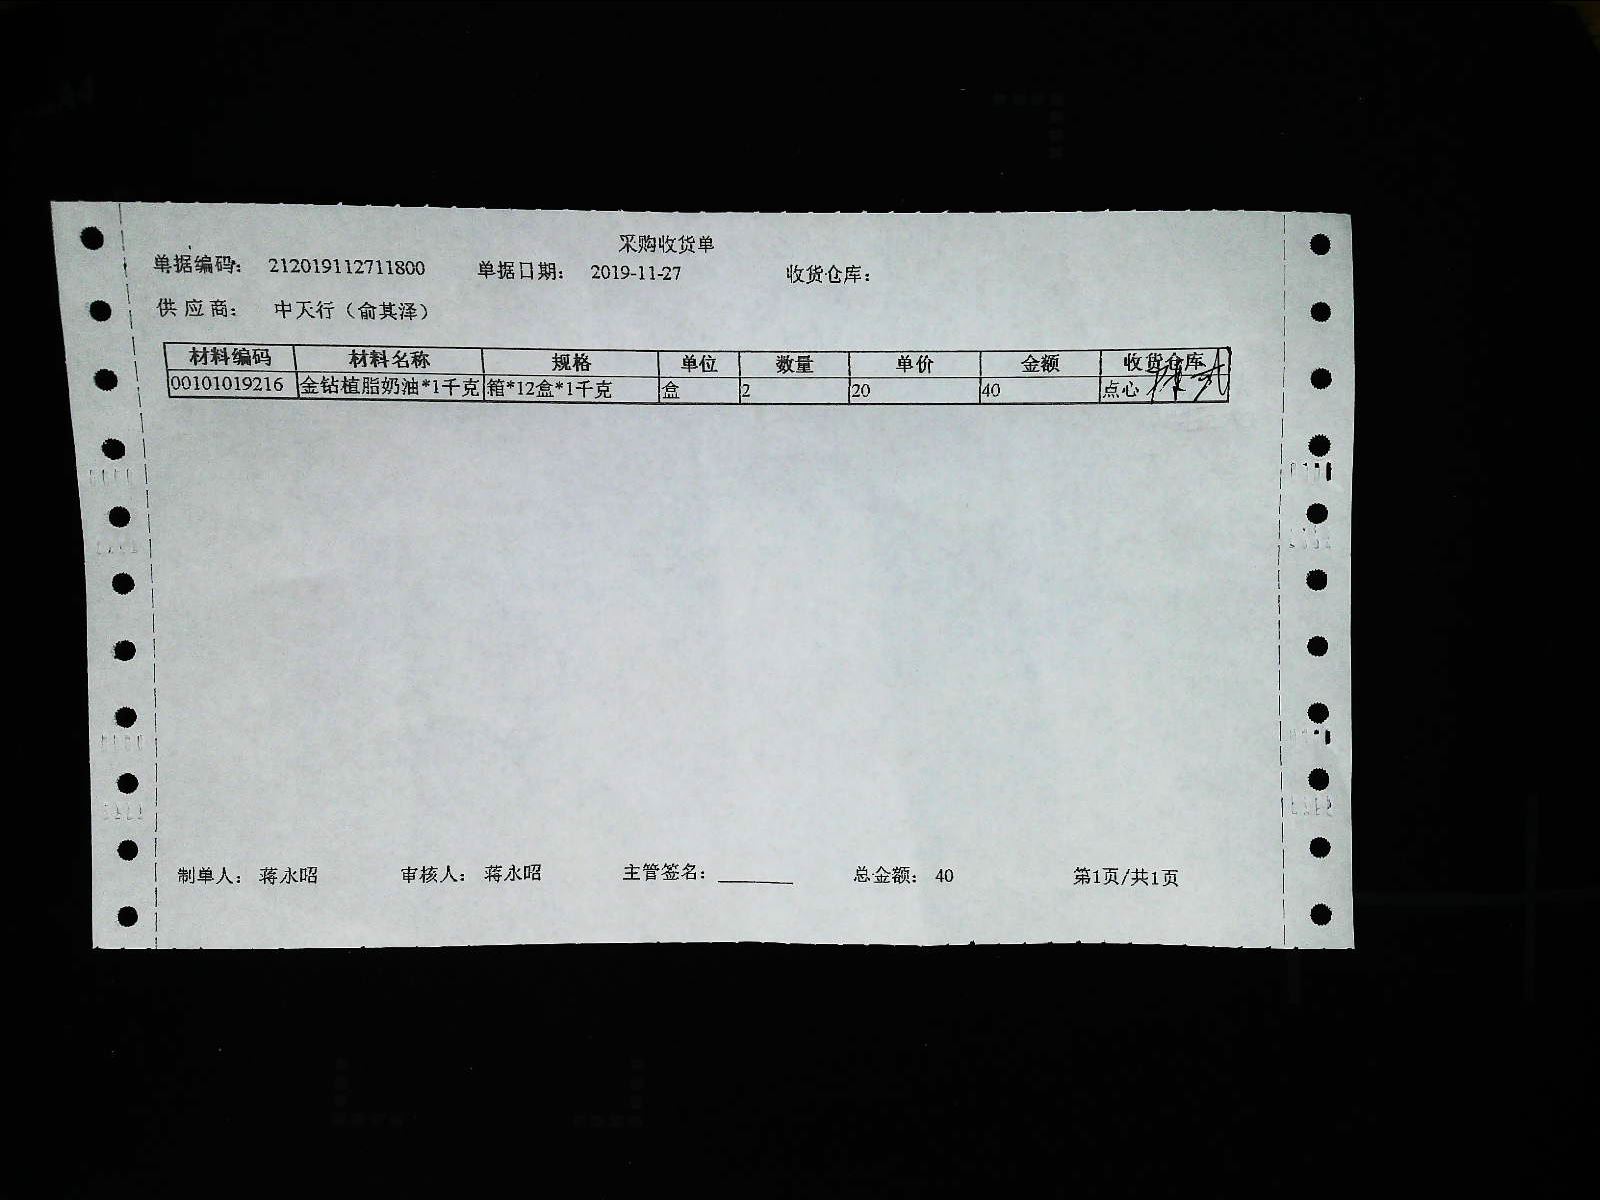 采购收货单
单据编码： 212019112711800 单据日期： 2019-11-27 收货仓库：
供 应 商： 中天行（俞其泽）
材料编码 材料名称 规格 单位 数量 单价 金额 收货仓库
00101019216 金钻植脂奶油*1千克 箱*12盒*1千克 盒 2 20 40 点心
制单人： 蒋永昭 审核人： 蒋永昭 主管签名：_______ 总金额： 40 第1页/共1页